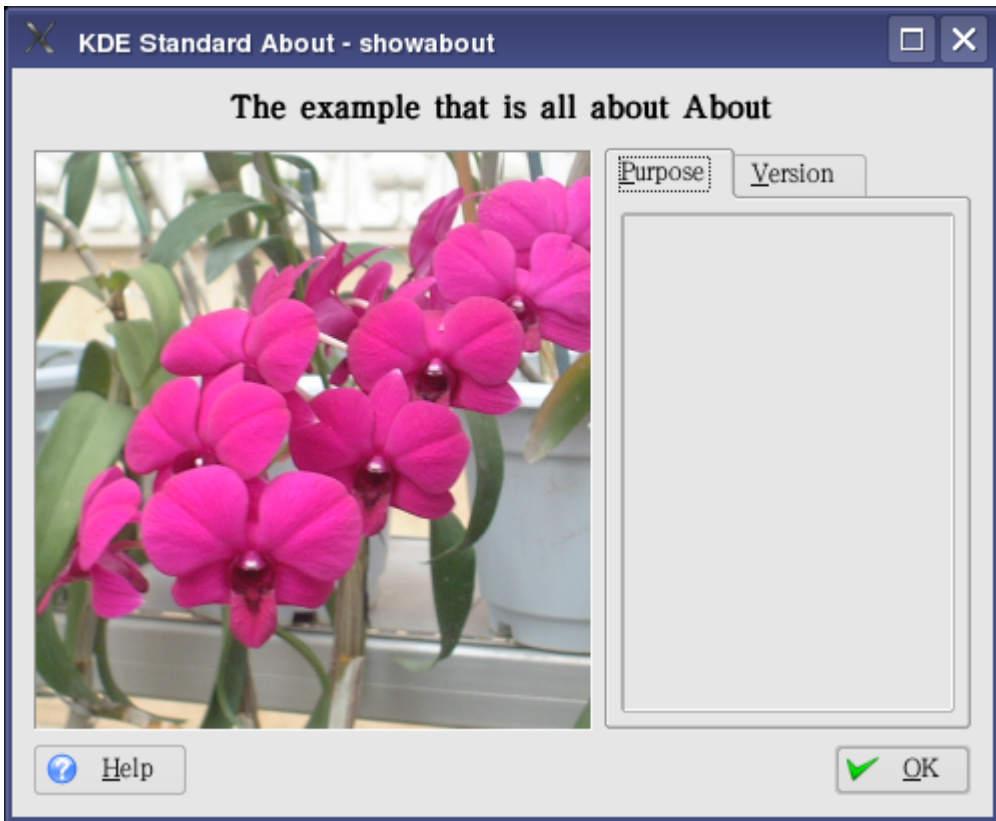 KDE Standard About - showabout
The example that is all about About
Purpose
Version
Help
OK